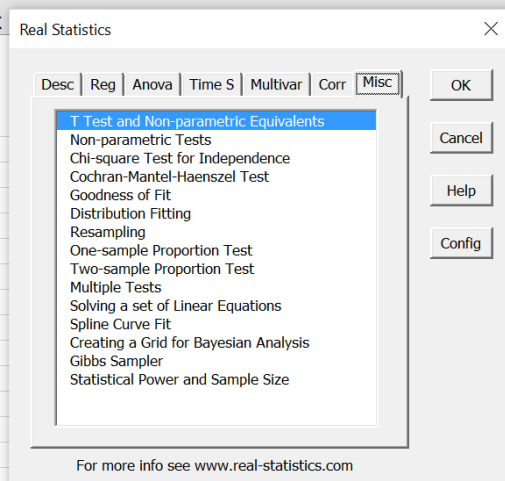 Real Statistics
Desc Reg Anova Time S Multivar Corr Misc
OK
T Test and Non-parametric Equivalents
Non-parametric Tests
Chi-square Test for Independence
Cochran-Mantel-Haenszel Test
Goodness of Fit
Distribution Fitting
Resampling
One-sample Proportion Test
Two-sample Proportion Test
Multiple Tests
Solving a set of Linear Equations
Spline Curve Fit
Creating a Grid for Bayesian Analysis
Gibbs Sampler
Statistical Power and Sample Size
Cancel
Help
Config
For more info see www.real-statistics.com